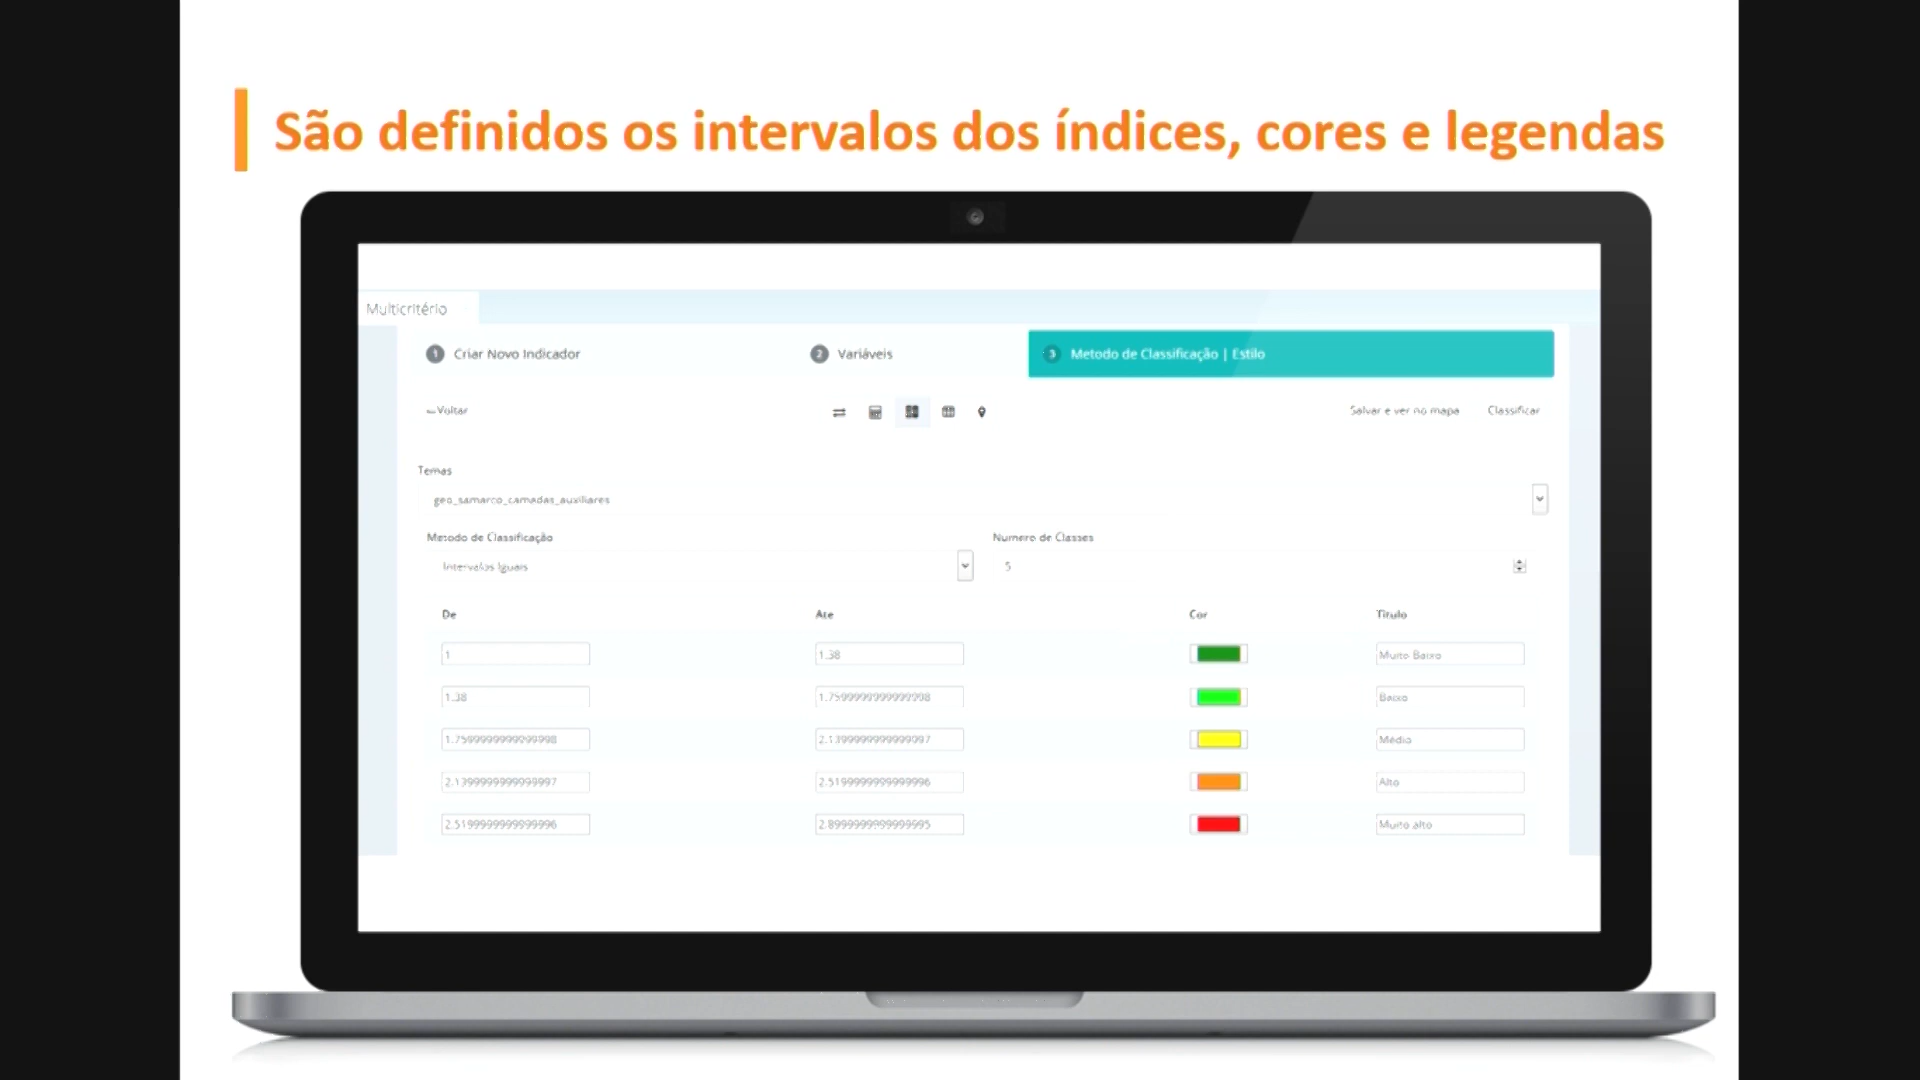 São definidos os intervalos dos índices, cores e legendas
Multicritério
1 Criar Novo Indicador 2 Variáveis 3 Metodo de Classificação | Estilo
Voltar Salvar e ver no mapa Classificar
Temas
geo_samarco_camadas_auxiliares
Metodo de Classificação Numero de Classes
Intervalos Iguais 5
De Ate Cor Titulo
1 1.38 Muito Baixo
1.38 1.7599999999999998 Baixo
1.7599999999999998 2.1399999999999997 Médio
2.1399999999999997 2.5199999999999996 Alto
2.5199999999999996 2.8999999999999995 Muito alto